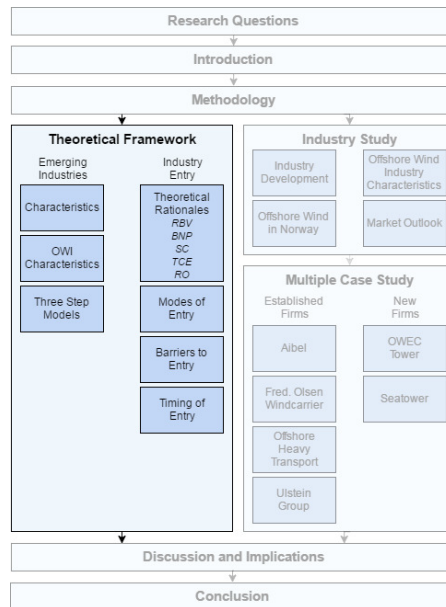 Research Questions
Introduction
Methodology
Theoretical Framework
Emerging
Industries
Characteristics
OWI
Characteristics
Three Step
Models
Industry
Entry
Theoretical
Rationales
RBV
BNP
SC
TCE
RO
Modes of
Entry
Barriers to
Entry
Timing of
Entry
Industry Study
Industry
Development
Offshore Wind
Industry
Characteristics
Offshore Wind
in Norway
Market Outlook
Multiple Case Study
Established
Firms
Aibel
Fred. Olsen
Windcarrier
Offshore
Heavy
Transport
Ulstein
Group
New
Firms
OWEC
Tower
Seatower
Discussion and Implications
Conclusion